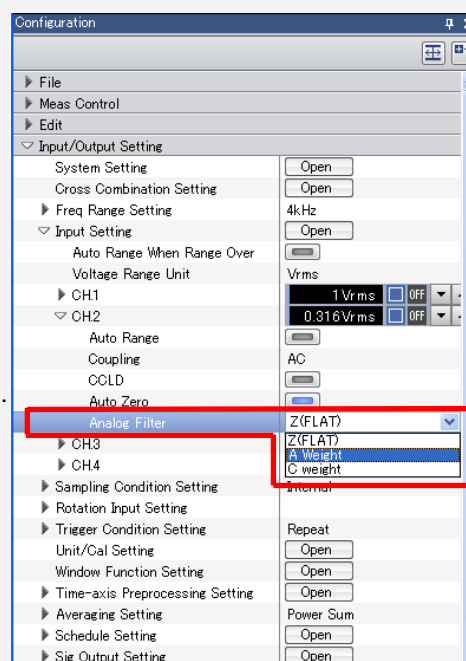 Configuration
File
Meas Control
Edit
Input/Output Setting
System Setting Open
Cross Combination Setting Open
Freq Range Setting 4kHz
Input Setting Open
Auto Range When Range Over
Voltage Range Unit Vrms
CH.1 1Vrms OFF
CH.2 0.316Vrms OFF
Auto Range
Coupling AC
CCLD
Auto Zero
Analog Filter Z(FLAT)
Z(FLAT)
CH.3 A Weight
CH.4 C weight
Sampling Condition Setting Internal
Rotation Input Setting
Trigger Condition Setting Repeat
Unit/Cal Setting Open
Window Function Setting Open
Time-axis Preprocessing Setting Open
Averaging Setting Power Sum
Schedule Setting Open
Sig Output Setting Open